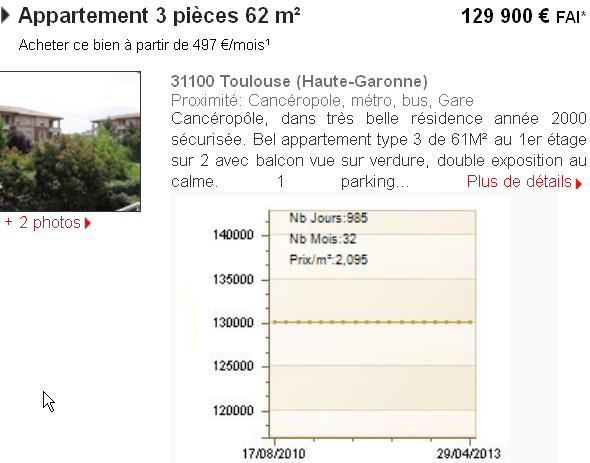 Appartement 3 pièces 62 m² 129 900 € FAI*
Acheter ce bien à partir de 497 €/mois¹
31100 Toulouse (Haute-Garonne)
Proximité: Cancéropole, métro, bus, Gare
Cancéropôle, dans très belle résidence année 2000
sécurisée. Bel appartement type 3 de 61M² au 1er étage
sur 2 avec balcon vue sur verdure, double exposition au
calme. 1 parking... Plus de détails
+ 2 photos
Nb Jours:985
Nb Mois:32
Prix/m²:2,095
140000
135000
130000
125000
120000
17/08/2010 29/04/2013